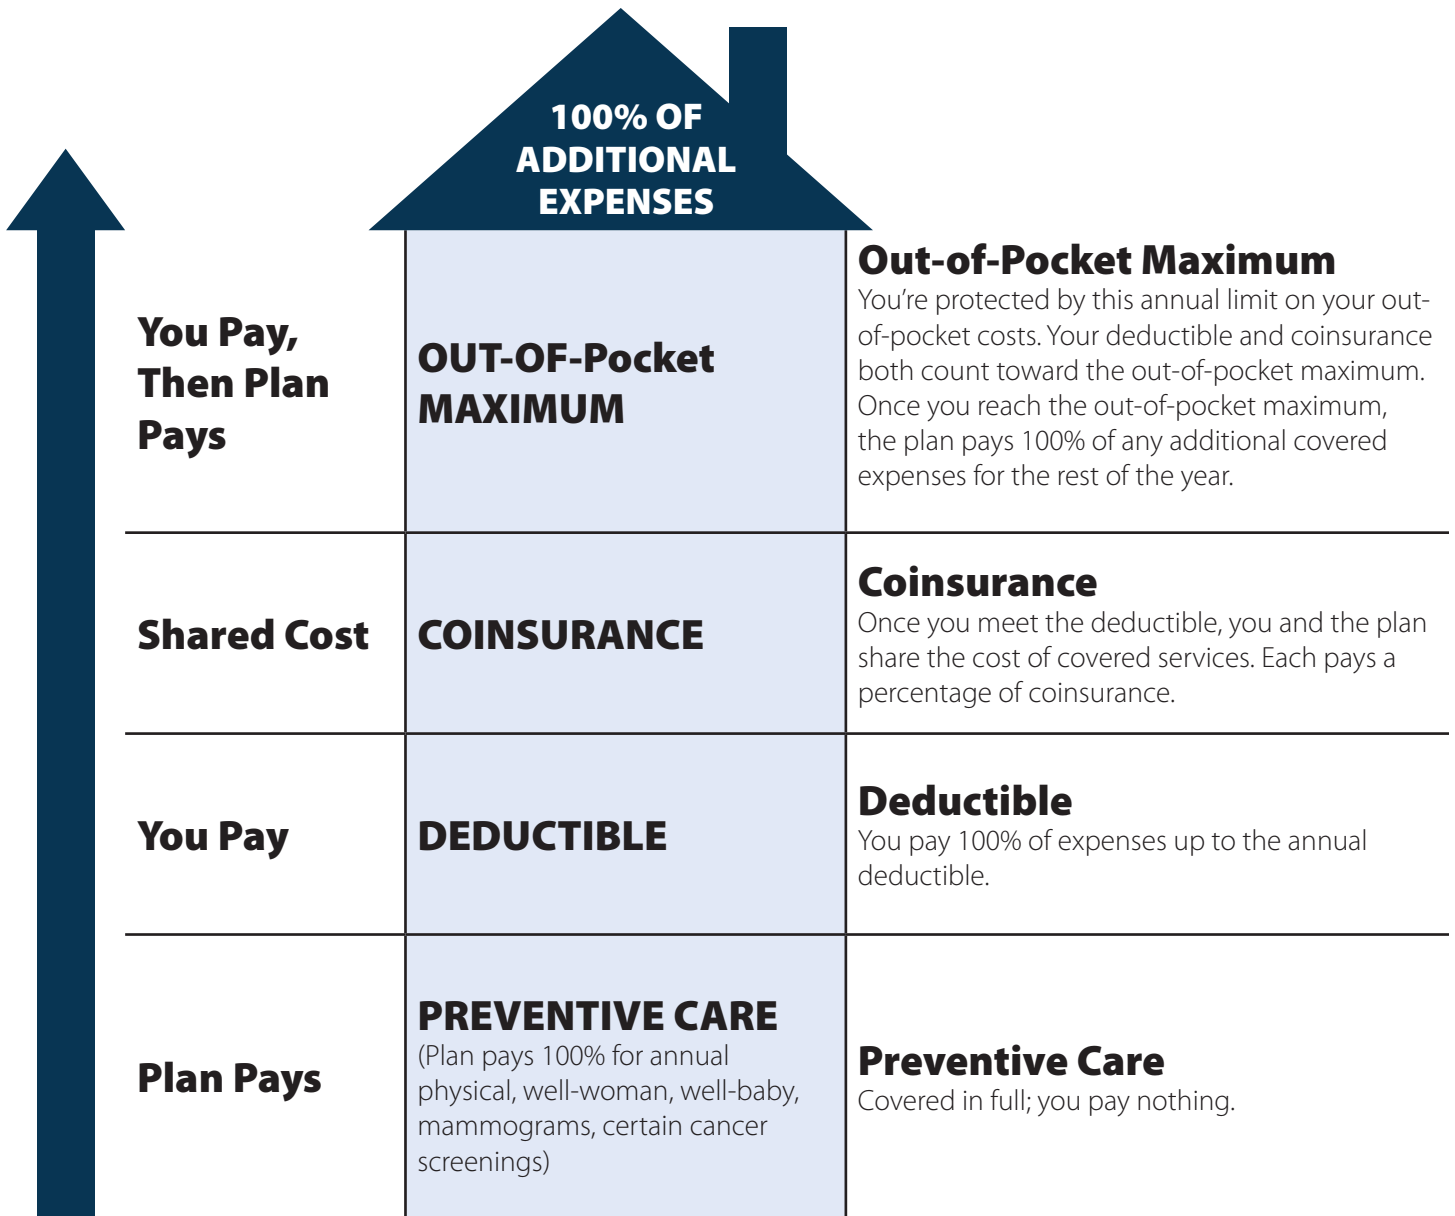 100% OF
ADDITIONAL
EXPENSES
You Pay,
Then Plan
Pays
OUT-OF-Pocket
MAXIMUM
Out-of-Pocket Maximum
You’re protected by this annual limit on your out-
of-pocket costs. Your deductible and coinsurance
both count toward the out-of-pocket maximum.
Once you reach the out-of-pocket maximum,
the plan pays 100% of any additional covered
expenses for the rest of the year.
Shared Cost
COINSURANCE
Coinsurance
Once you meet the deductible, you and the plan
share the cost of covered services. Each pays a
percentage of coinsurance.
You Pay
DEDUCTIBLE
Deductible
You pay 100% of expenses up to the annual
deductible.
Plan Pays
PREVENTIVE CARE
(Plan pays 100% for annual
physical, well-woman, well-baby,
mammograms, certain cancer
screenings)
Preventive Care
Covered in full; you pay nothing.